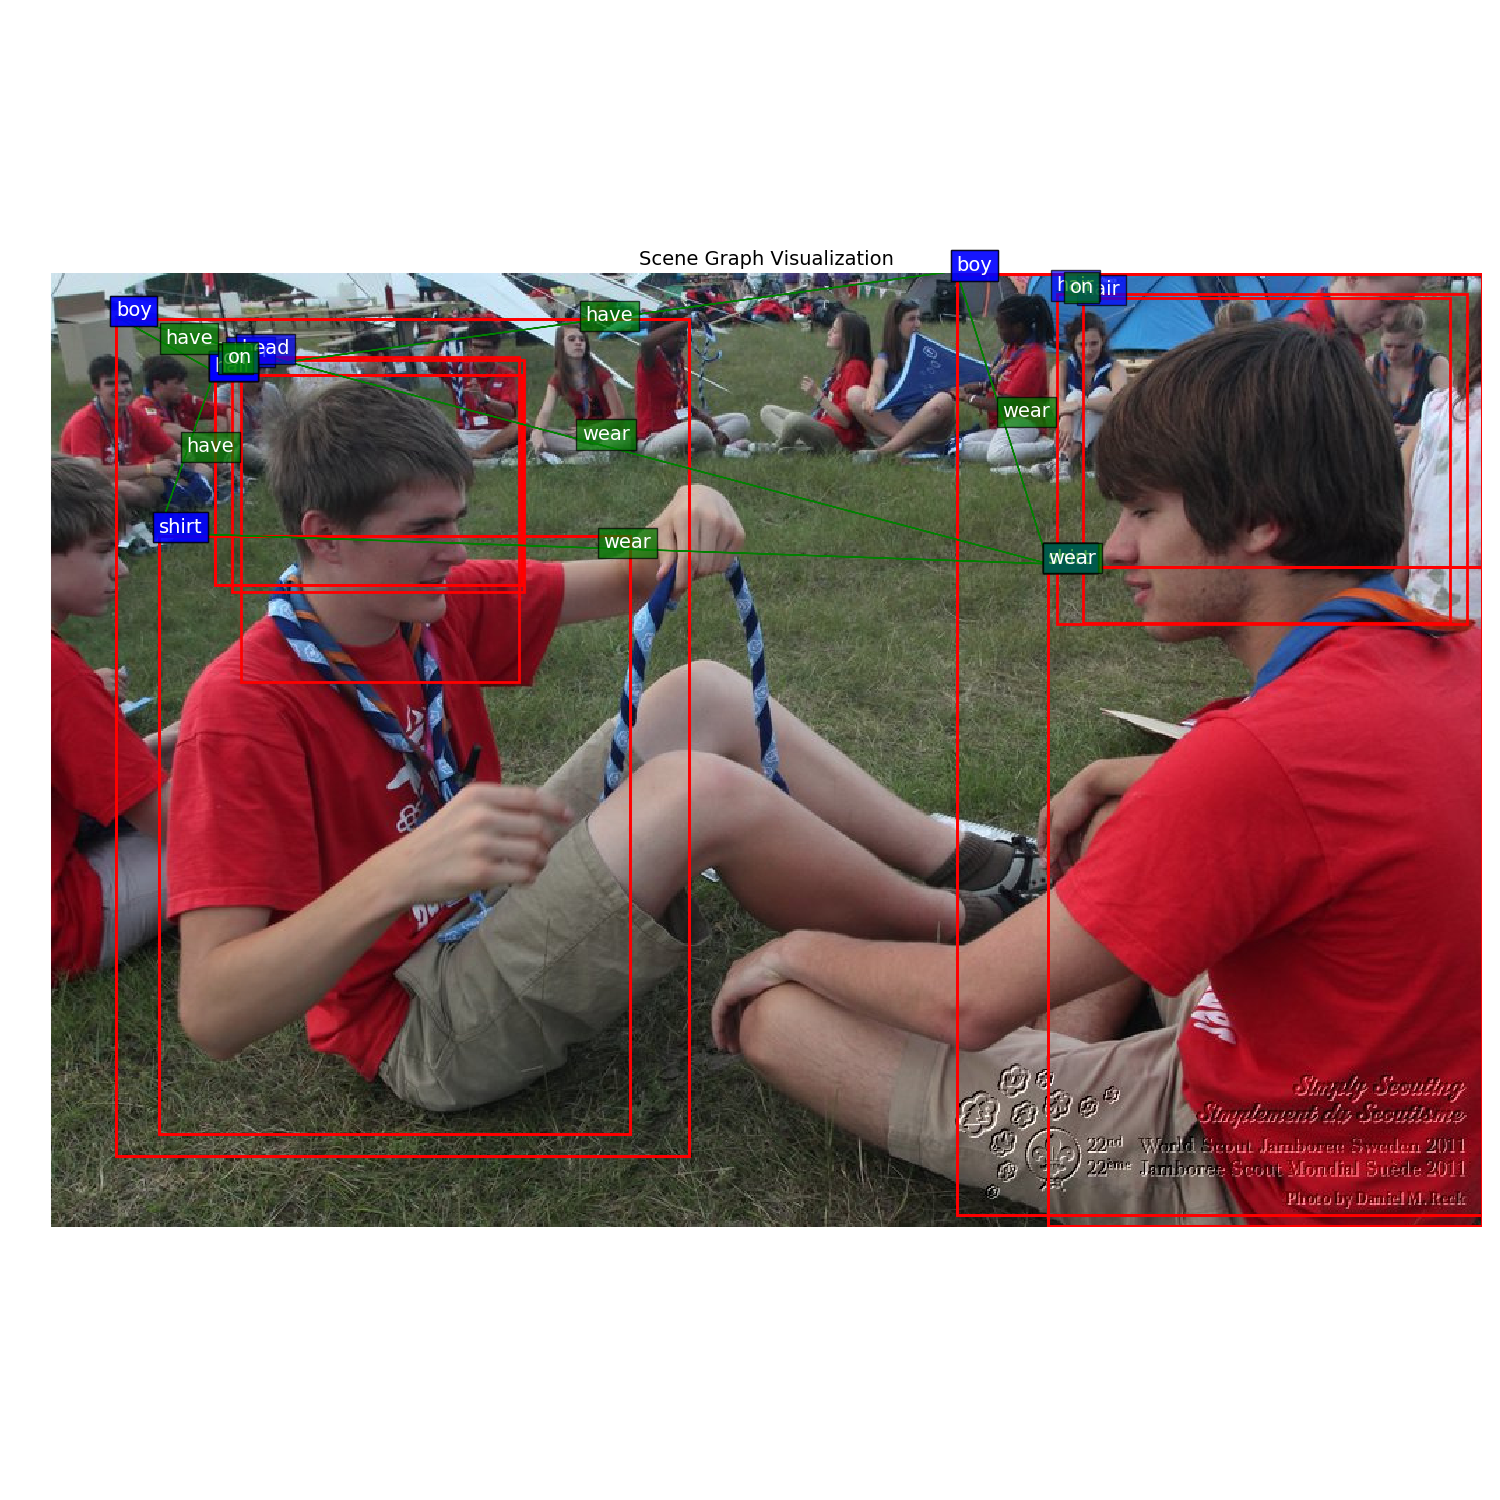 Scene Graph Visualization
boy
boy
on
have
have
head
on
have
wear
wear
have
shirt
wear
wear
Simply Scouting
Simplement du Scoutisme
22nd World Scout Jamboree Sweden 2011
22ème Jamboree Scout Mondial Suède 2011
Photo by Daniel M. Reck